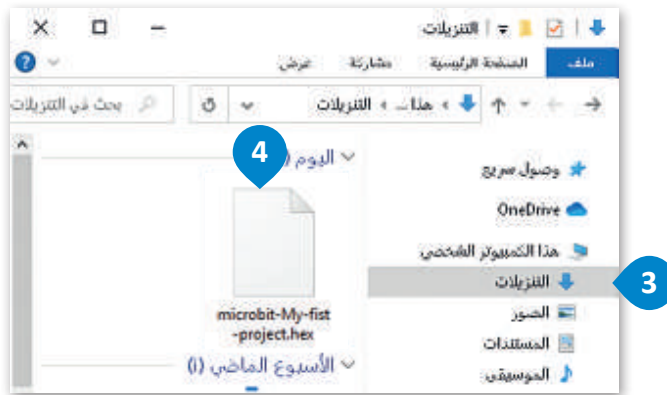 التنزيلات
ملف الصفحة الرئيسية مشاركة عرض
هذا ... التنزيلات بحث في التنزيلات
وصول سريع
OneDrive
هذا الكمبيوتر الشخصي
التنزيلات
3
الصور
المستندات
الموسيقى
اليوم
4
microbit-My-fist
-project.hex
الأسبوع الماضي (1)